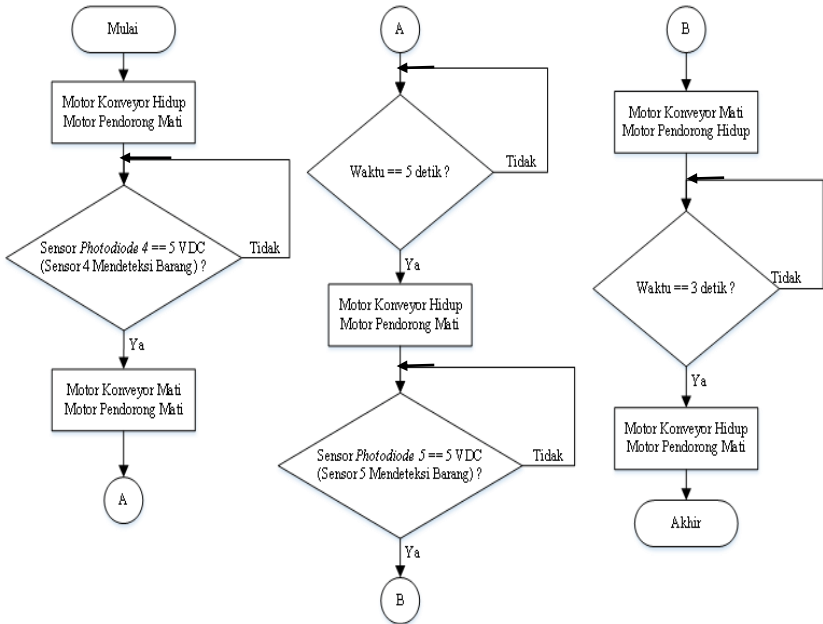 Mulai
Motor Konveyor Hidup
Motor Pendorong Mati
Sensor Photodiode 4 == 5 VDC
(Sensor 4 Mendeteksi Barang) ?
Tidak
Ya
Motor Konveyor Mati
Motor Pendorong Mati
A
A
Waktu == 5 detik ?
Tidak
Ya
Motor Konveyor Hidup
Motor Pendorong Mati
Sensor Photodiode 5 == 5 VDC
(Sensor 5 Mendeteksi Barang) ?
Tidak
Ya
B
B
Motor Konveyor Mati
Motor Pendorong Hidup
Waktu == 3 detik ?
Tidak
Ya
Motor Konveyor Hidup
Motor Pendorong Mati
Akhir